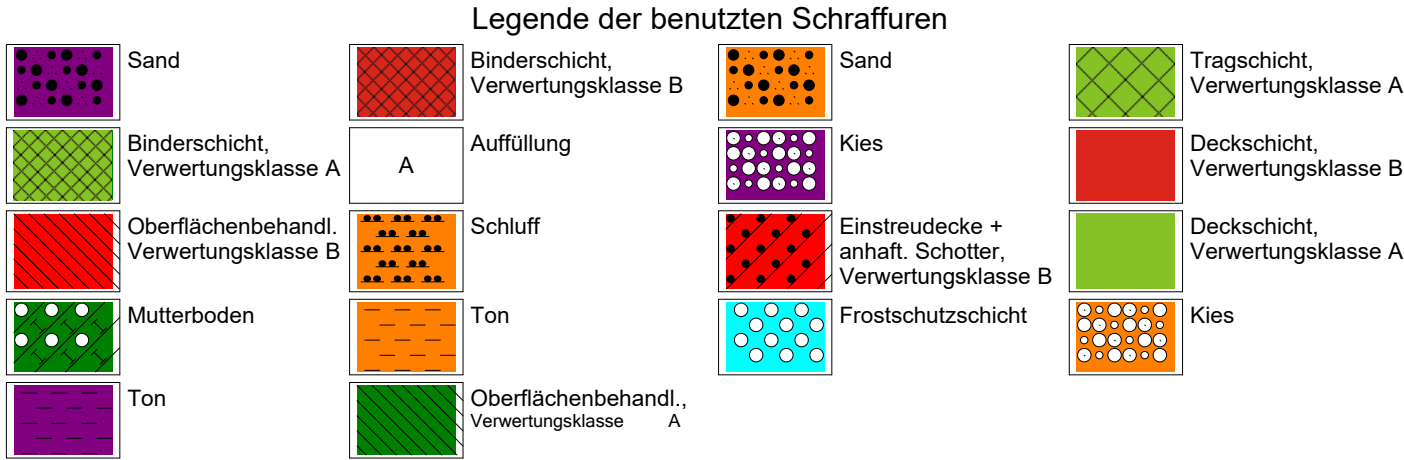 Legende der benutzten Schraffuren
Sand
Binderschicht,
Verwertungsklasse B
Sand
Tragschicht,
Verwertungsklasse A
Binderschicht,
Verwertungsklasse A
A
Auffüllung
Kies
Deckschicht,
Verwertungsklasse B
Oberflächenbehandl.
Verwertungsklasse B
Schluff
Einstreudecke +
anhaft. Schotter,
Verwertungsklasse B
Deckschicht,
Verwertungsklasse A
Mutterboden
Ton
Frostschutzschicht
Kies
Ton
Oberflächenbehandl.,
Verwertungsklasse A